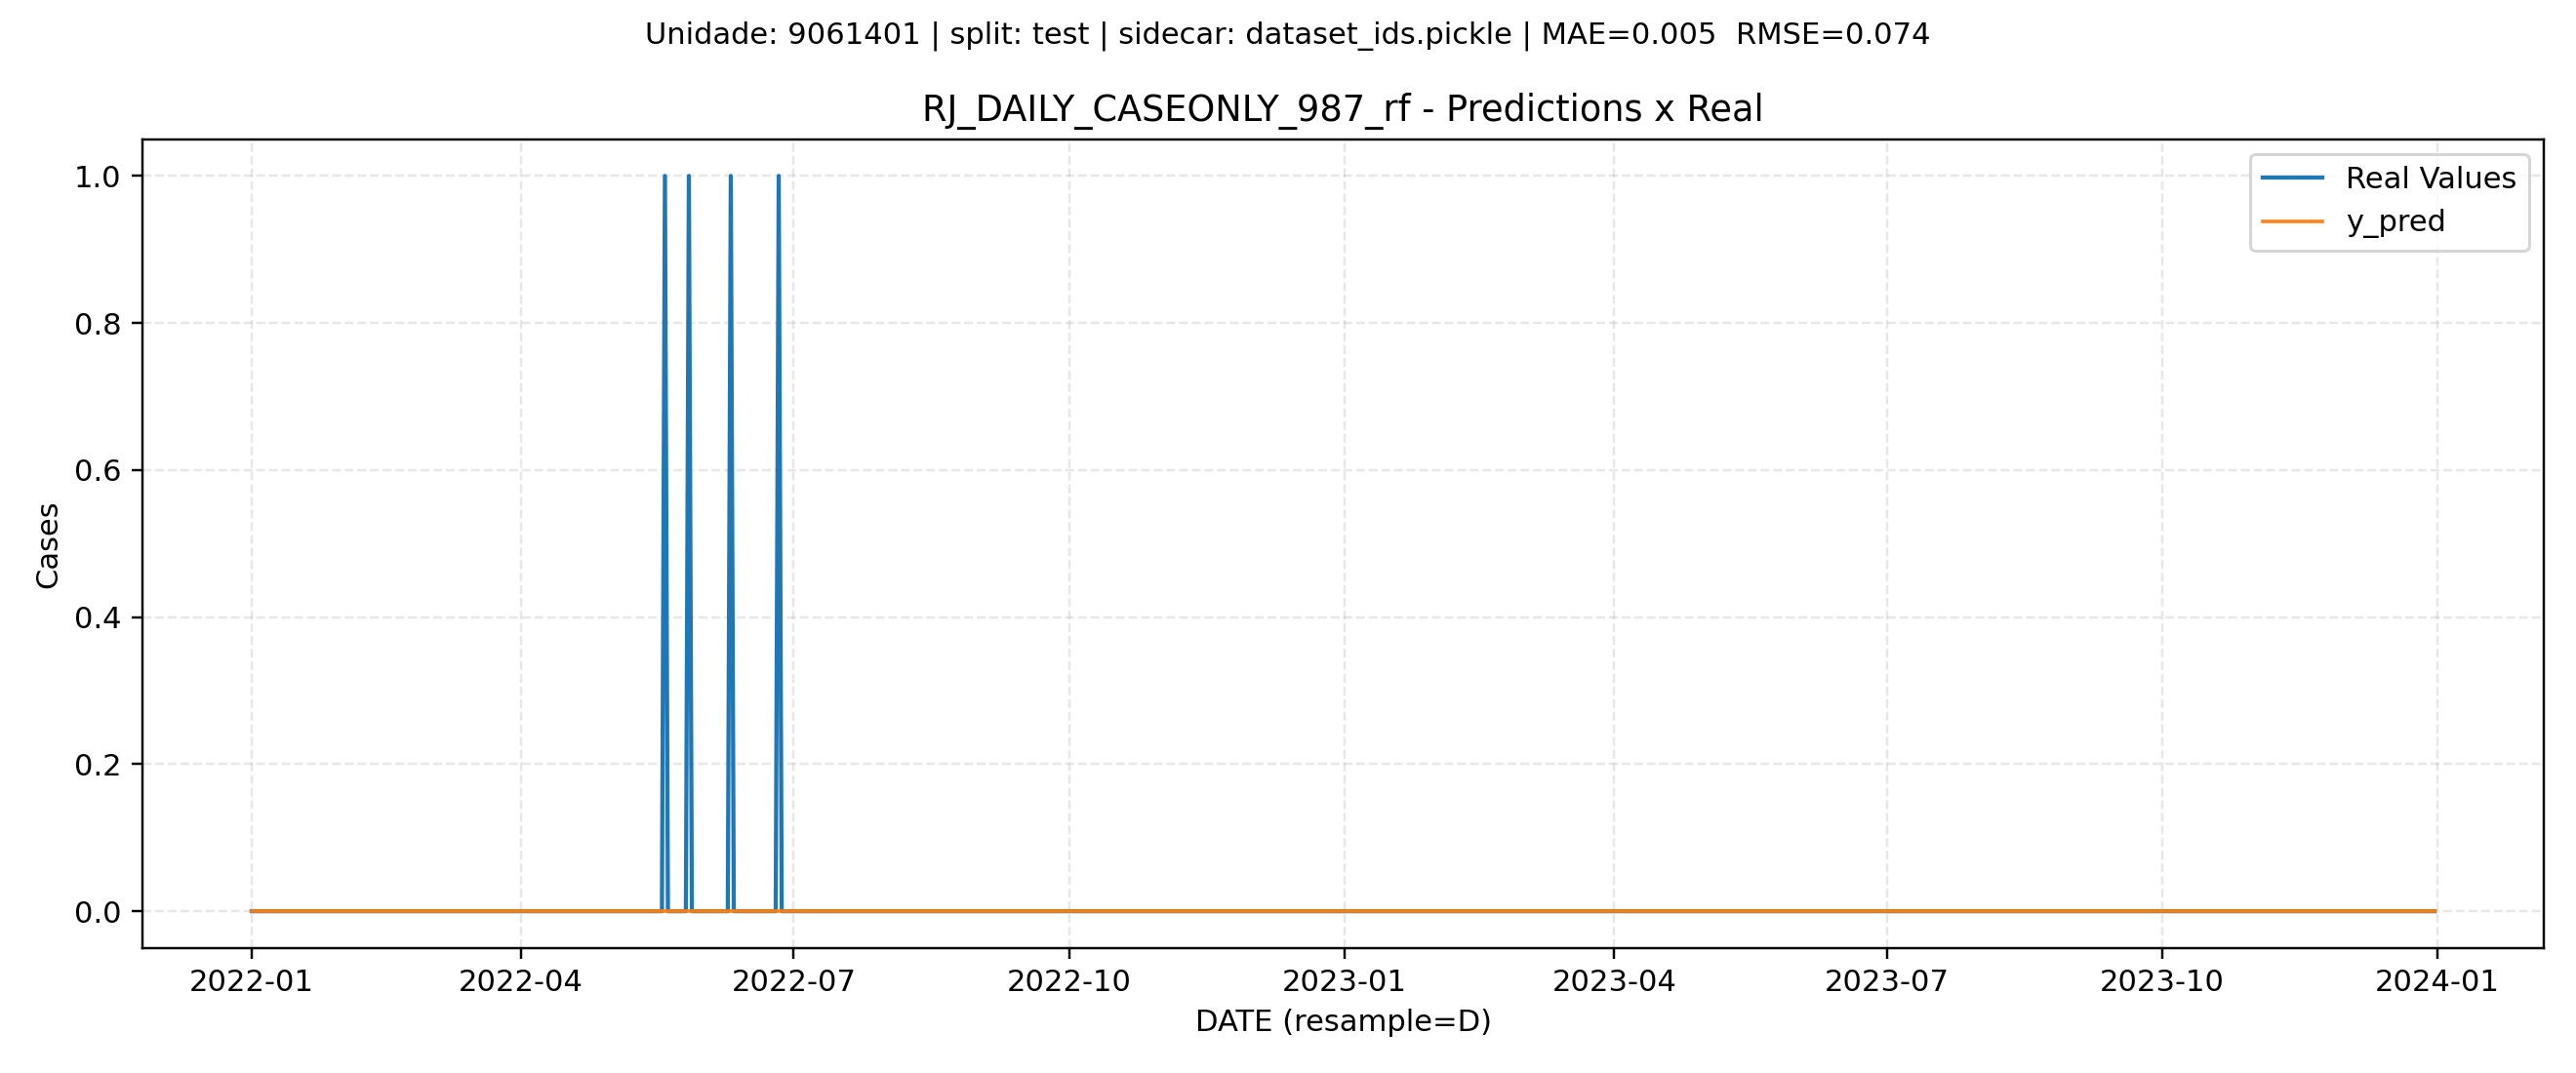 Unidade: 9061401 | split: test | sidecar: dataset_ids.pickle | MAE=0.005  RMSE=0.074
RJ_DAILY_CASEONLY_987_rf - Predictions x Real
Real Values
y_pred
Cases
1.0
0.8
0.6
0.4
0.2
0.0
2022-01 2022-04 2022-07 2022-10 2023-01 2023-04 2023-07 2023-10 2024-01
DATE (resample=D)